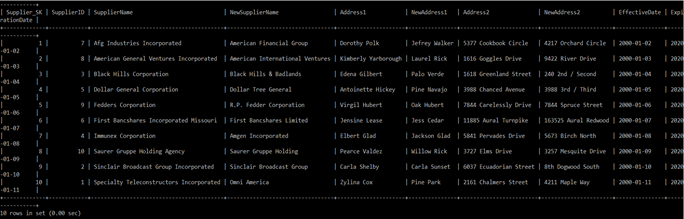 -----------+
| Supplier_SK | SupplierID | SupplierName | NewSupplier | Address1 | NewAddress1 | Address2 | NewAddress2 | EffectiveDate | Expi
rationDate |
-----------+
| 1 | 7 | Afg Industries Incorporated | American Financial Group | Dorothy Polk | Jefrey Walker | 5377 Cookbook Circle | 4217 Orchard Circle | 2000-01-02 | 2020
-01-02 |
| 2 | 8 | American General Ventures Incorporated | American International Ventures | Kimberly Yarborough | Laurel Rick | 1616 Goggles Drive | 9422 River Drive | 2000-01-03 | 2020
-01-03 |
| 3 | 3 | Black Hills Corporation | Black Mills & Badlands | Edena Gilbert | Palo Verde | 1618 Greenland Street | 240 2nd / Second | 2000-01-04 | 2020
-01-04 |
| 4 | 5 | Dollar General Corporation | Dollar Tree General | Antoinette Hickey | Pine Navajo | 3988 Chanced Avenue | 3988 3rd / Third | 2000-01-05 | 2020
-01-05 |
| 5 | 9 | Fedders Corporation | R.P. Fedder Corporation | Virgil Hubert | Oak Hubert | 7844 Carelessly Drive | 7844 Spruce Street | 2000-01-06 | 2020
-01-06 |
| 6 | 6 | First Bancshares Incorporated Missouri | First Bancshares Limited | Jensine Lease | Jess Cedar | 11885 Aural Turnpike | 163525 Aural Redwood | 2000-01-07 | 2020
-01-07 |
| 7 | 4 | Immunex Corporation | Amgen Incorporated | Elbert Glad | Jackson Glad | 5841 Pervades Drive | 5673 Birch North | 2000-01-08 | 2020
-01-08 |
| 8 | 10 | Saurer Gruppe Holding Agency | Saurer Gruppe Holding | Pearce Valdez | Willow Rick | 3727 Elms Drive | 3257 Mesquite Drive | 2000-01-09 | 2020
-01-09 |
| 9 | 2 | Sinclair Broadcast Group Incorporated | Sinclair Broadcast Group | Carla Shelby | Carla Sunset | 6037 Ecuadorian Street | 8th Dogwood South | 2000-01-10 | 2020
-01-10 |
| 10 | 1 | Specialty Teleconstructors Incorporated | Omni America | Zylina Cox | Pine Park | 2161 Chalmers Street | 4211 Maple Way | 2000-01-11 | 2020
-01-11 |
-----------+
10 rows in set (0.00 sec)